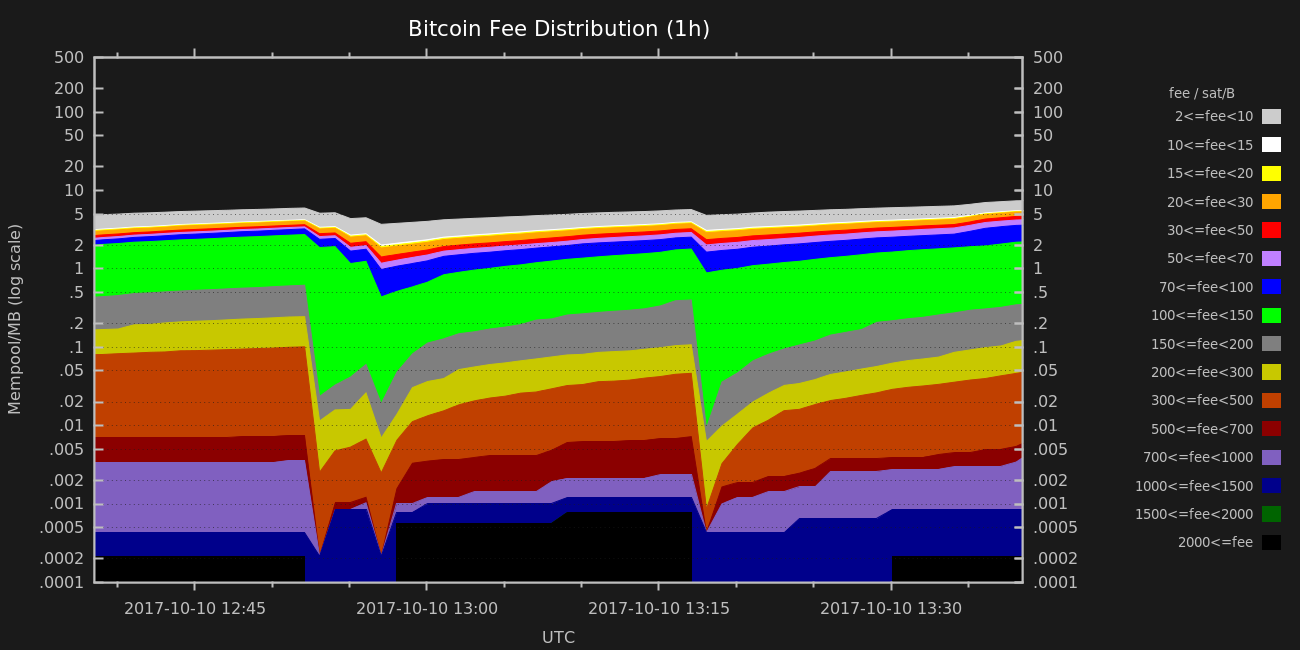 Bitcoin Fee Distribution (1h)
500
200
100
50
20
10
5
2
1
.5
.2
.1
.05
.02
.01
.005
.002
.001
.0005
.0002
.0001
Mempool/MB (log scale)
500
200
100
50
20
10
5
2
1
.5
.2
.1
.05
.02
.01
.005
.002
.001
.0005
.0002
.0001
2017-10-10 12:45
2017-10-10 13:00
2017-10-10 13:15
2017-10-10 13:30
UTC
fee / sat/B
2<=fee<10
10<=fee<15
15<=fee<20
20<=fee<30
30<=fee<50
50<=fee<70
70<=fee<100
100<=fee<150
150<=fee<200
200<=fee<300
300<=fee<500
500<=fee<700
700<=fee<1000
1000<=fee<1500
1500<=fee<2000
2000<=fee